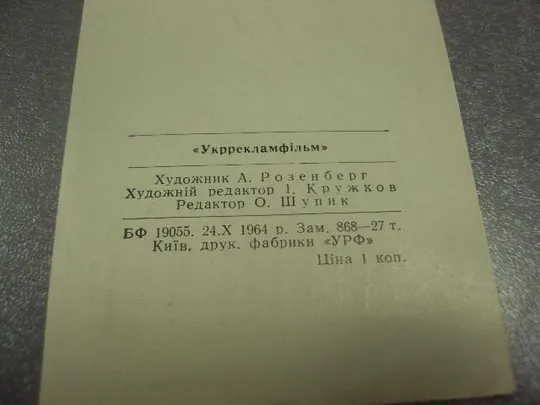 «Укррекламфільм»
Художник А. Розенберг
Художній редактор І. Кружков
Редактор О. Шупик
БФ 19055. 24.X 1964 р. Зам. 868—27 т.
Київ, друк. фабрики «УРФ»
Ціна 1 коп.